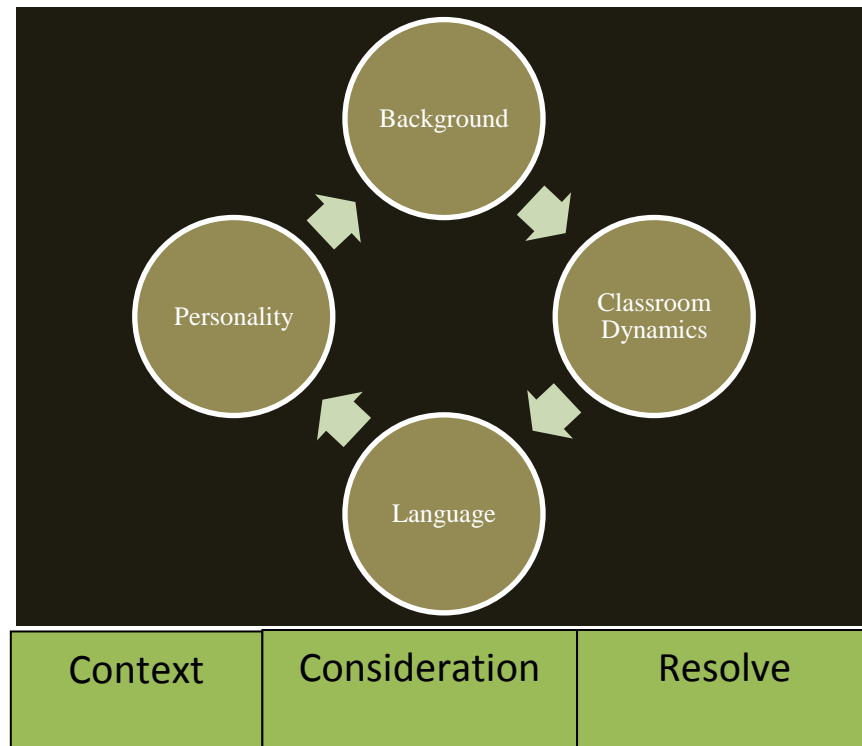 Background
Personality
Classroom
Dynamics
Language
Context
Consideration
Resolve